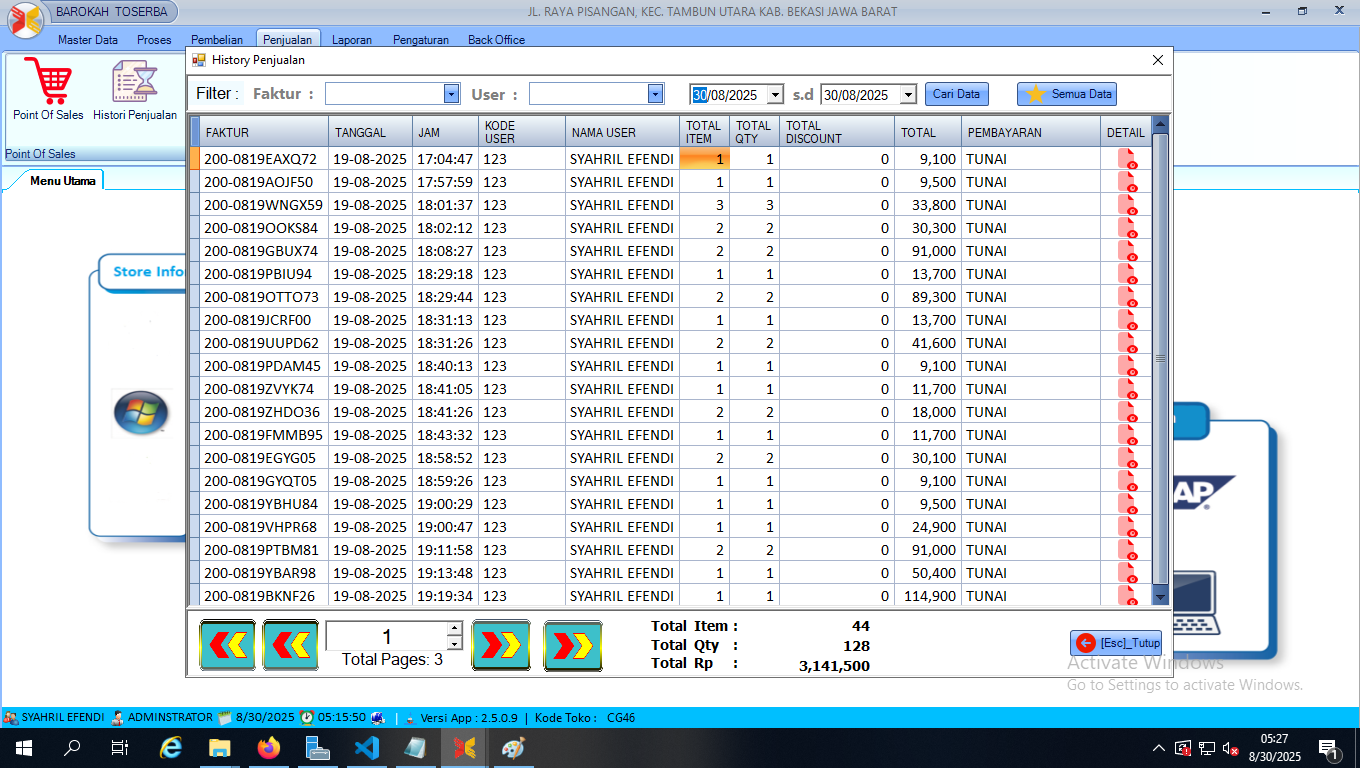 BAROKAH TOSERBA
JL. RAYA PISANGAN, KEC. TAMBUN UTARA KAB. BEKASI JAWA BARAT
Master Data Proses Pembelian Penjualan Laporan Pengaturan Back Office
Point Of Sales Histori Penjualan
Point Of Sales
Menu Utama
Store Info
AP
History Penjualan
Filter : Faktur : User : 30/08/2025 s.d 30/08/2025 Cari Data Semua Data
FAKTUR TANGGAL JAM KODE USER NAMA USER TOTAL ITEM TOTAL QTY TOTAL DISCOUNT TOTAL PEMBAYARAN DETAIL
200-0819EAXQ72 19-08-2025 17:04:47 123 SYAHRIL EFENDI 1 1 0 9,100 TUNAI
200-0819AOJF50 19-08-2025 17:57:59 123 SYAHRIL EFENDI 1 1 0 9,500 TUNAI
200-0819WNGX59 19-08-2025 18:01:37 123 SYAHRIL EFENDI 3 3 0 33,800 TUNAI
200-0819OOKS84 19-08-2025 18:02:12 123 SYAHRIL EFENDI 2 2 0 30,300 TUNAI
200-0819GBUX74 19-08-2025 18:08:27 123 SYAHRIL EFENDI 2 2 0 91,000 TUNAI
200-0819PBIU94 19-08-2025 18:29:18 123 SYAHRIL EFENDI 1 1 0 13,700 TUNAI
200-0819OTTO73 19-08-2025 18:29:44 123 SYAHRIL EFENDI 2 2 0 89,300 TUNAI
200-0819JCRF00 19-08-2025 18:31:13 123 SYAHRIL EFENDI 1 1 0 13,700 TUNAI
200-0819UUPD62 19-08-2025 18:31:26 123 SYAHRIL EFENDI 2 2 0 41,600 TUNAI
200-0819PDAM45 19-08-2025 18:40:13 123 SYAHRIL EFENDI 1 1 0 9,100 TUNAI
200-0819ZVYK74 19-08-2025 18:41:05 123 SYAHRIL EFENDI 1 1 0 11,700 TUNAI
200-0819ZHDO36 19-08-2025 18:41:26 123 SYAHRIL EFENDI 2 2 0 18,000 TUNAI
200-0819FMMB95 19-08-2025 18:43:32 123 SYAHRIL EFENDI 1 1 0 11,700 TUNAI
200-0819EGYG05 19-08-2025 18:58:52 123 SYAHRIL EFENDI 2 2 0 30,100 TUNAI
200-0819GYQT05 19-08-2025 18:59:26 123 SYAHRIL EFENDI 1 1 0 9,100 TUNAI
200-0819YBHU84 19-08-2025 19:00:29 123 SYAHRIL EFENDI 1 1 0 9,500 TUNAI
200-0819VHPR68 19-08-2025 19:00:47 123 SYAHRIL EFENDI 1 1 0 24,900 TUNAI
200-0819PTBM81 19-08-2025 19:11:58 123 SYAHRIL EFENDI 2 2 0 91,000 TUNAI
200-0819YBAR98 19-08-2025 19:13:48 123 SYAHRIL EFENDI 1 1 0 50,400 TUNAI
200-0819BKNF26 19-08-2025 19:19:34 123 SYAHRIL EFENDI 1 1 0 114,900 TUNAI
1
Total Pages: 3
Total Item : 44
Total Qty : 128
Total Rp : 3,141,500
[Esc]_Tutup
Activate Windows
Go to Settings to activate Windows.
SYAHRIL EFENDI ADMINSTRATOR 8/30/2025 05:15:50 | Versi App : 2.5.0.9 | Kode Toko : CG46
05:27
8/30/2025
1